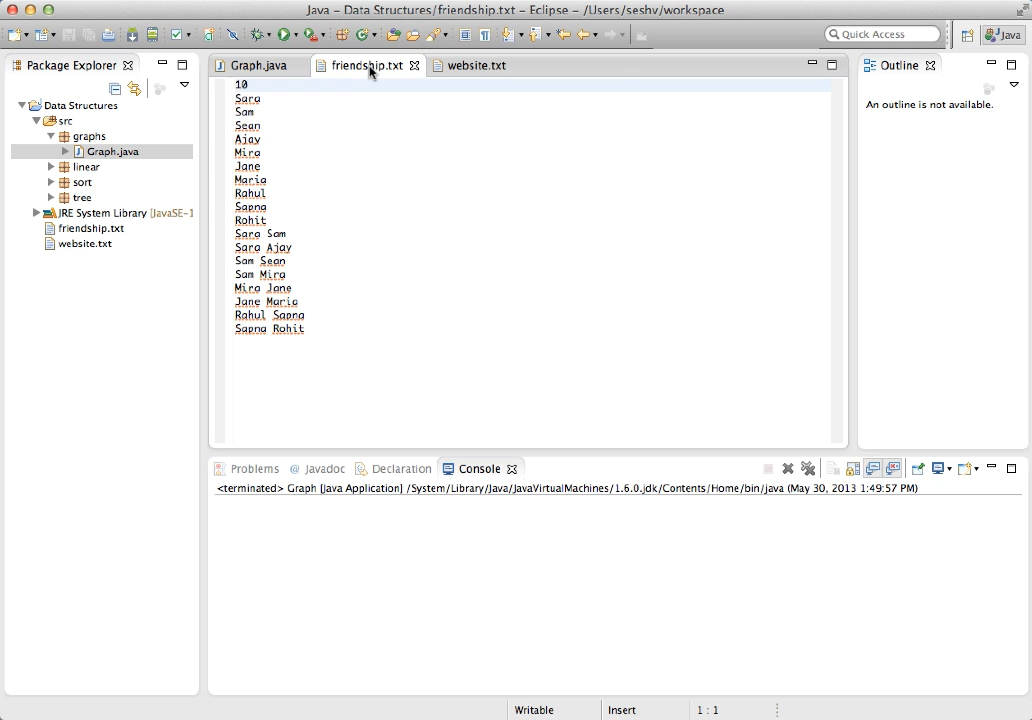 Java - Data Structures/friendship.txt - Eclipse - /Users/seshv/workspace
Quick Access
Java
Package Explorer
Graph.java
friendship.txt
website.txt
Outline
Data Structures
src
graphs
Graph.java
linear
sort
tree
JRE System Library [JavaSE-1
friendship.txt
website.txt
10
Sara
Sam
Sean
Ajay
Mira
Jane
Maria
Rahul
Sapna
Rohit
Sara Sam
Sara Ajay
Sam Sean
Sam Mira
Mira Jane
Jane Maria
Rahul Sapna
Sapna Rohit
An outline is not available.
Problems
@ Javadoc
Declaration
Console
<terminated> Graph [Java Application] /System/Library/Java/JavaVirtualMachines/1.6.0.jdk/Contents/Home/bin/java (May 30, 2013 1:49:57 PM)
Writable
Insert
1 : 1